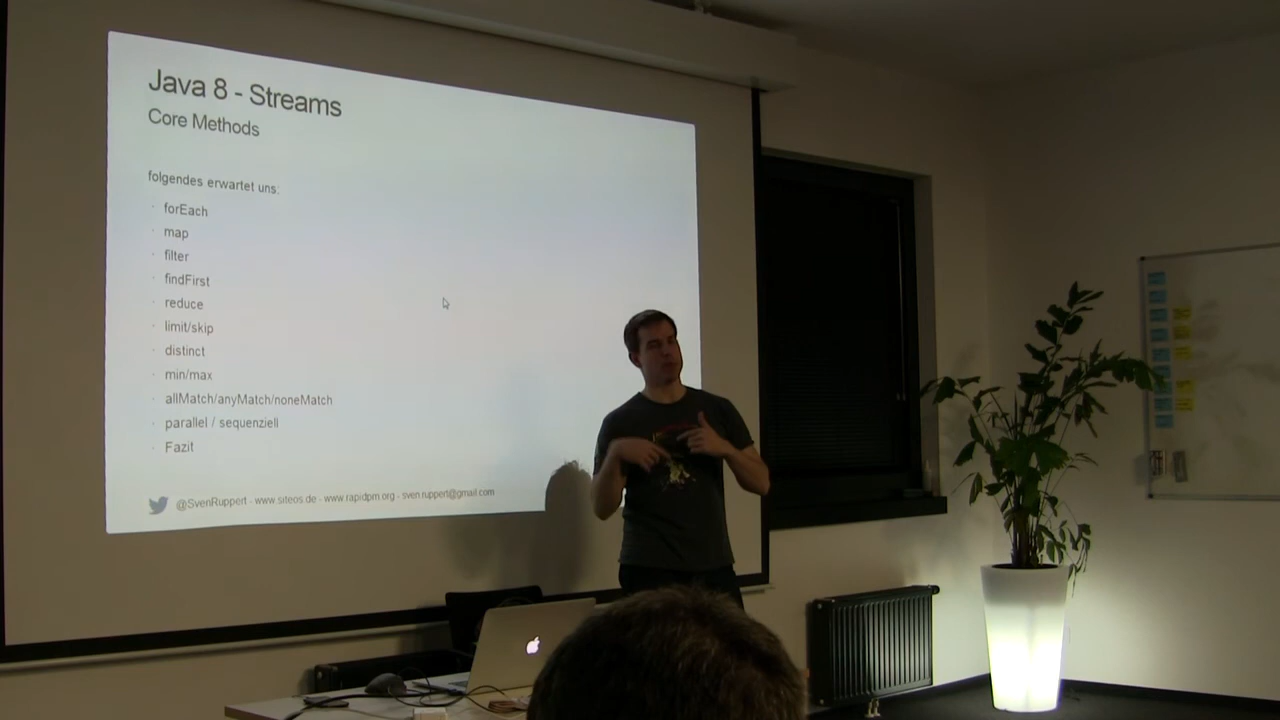 Java 8 - Streams
Core Methods
folgendes erwartet uns:
· forEach
· map
· filter
· findFirst
· reduce
· limit/skip
· distinct
· min/max
· allMatch/anyMatch/noneMatch
· parallel / sequenziell
· Fazit
@SvenRuppert - www.siteos.de - www.rapidpm.org - sven.ruppert@gmail.com